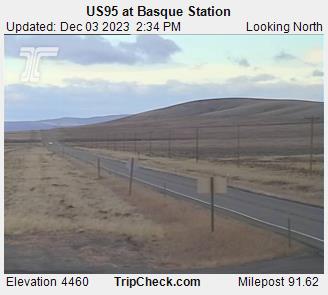 US95 at Basque Station
Updated: Dec 03 2023 2:34 PM Looking North
Elevation 4460 TripCheck.com Milepost 91.62